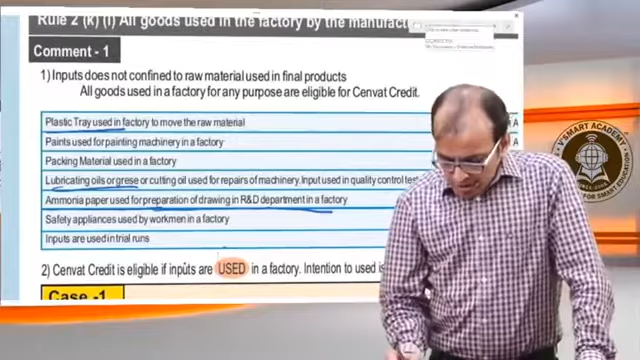 Rule 2 (k) (i) All goods used in the factory by the manufact
Comment - 1
1) Inputs does not confined to raw material used in final products
All goods used in a factory for any purpose are eligible for Cenvat Credit.
Plastic Tray used in factory to move the raw material
Paints used for painting machinery in a factory
Packing Material used in a factory
Lubricating oils or grese or cutting oil used for repairs of machinery. Input used in quality control test
Ammonia paper used for preparation of drawing in R&D department in a factory
Safety appliances used by workmen in a factory
Inputs are used in trial runs
2) Cenvat Credit is eligible if inputs are USED in a factory. Intention to used is
Case -1
V'SMART ACADEMY